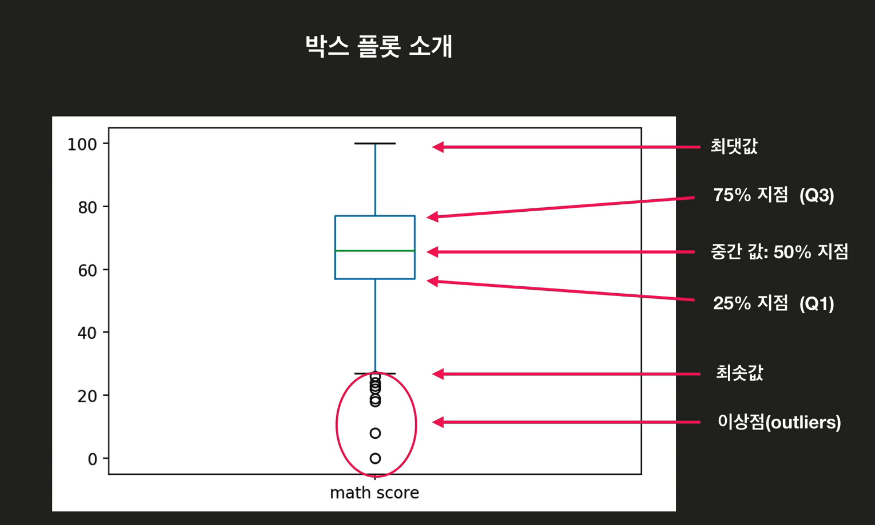 박스 플롯 소개
100
80
60
40
20
0
math score
최댓값
75% 지점 (Q3)
중간 값: 50% 지점
25% 지점 (Q1)
최솟값
이상점(outliers)